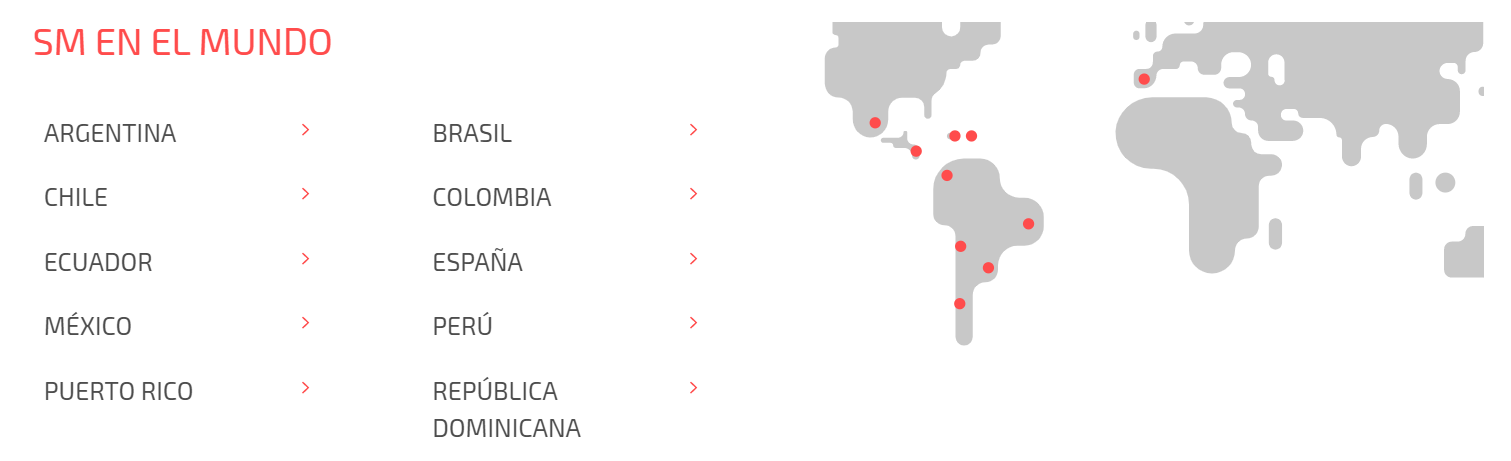 SM EN EL MUNDO
ARGENTINA
BRASIL
CHILE
COLOMBIA
ECUADOR
ESPAÑA
MÉXICO
PERÚ
PUERTO RICO
REPÚBLICA
DOMINICANA